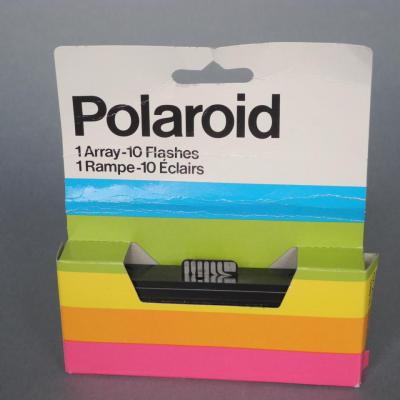 Polaroid
1 Array-10 Flashes
1 Rampe-10 Éclairs